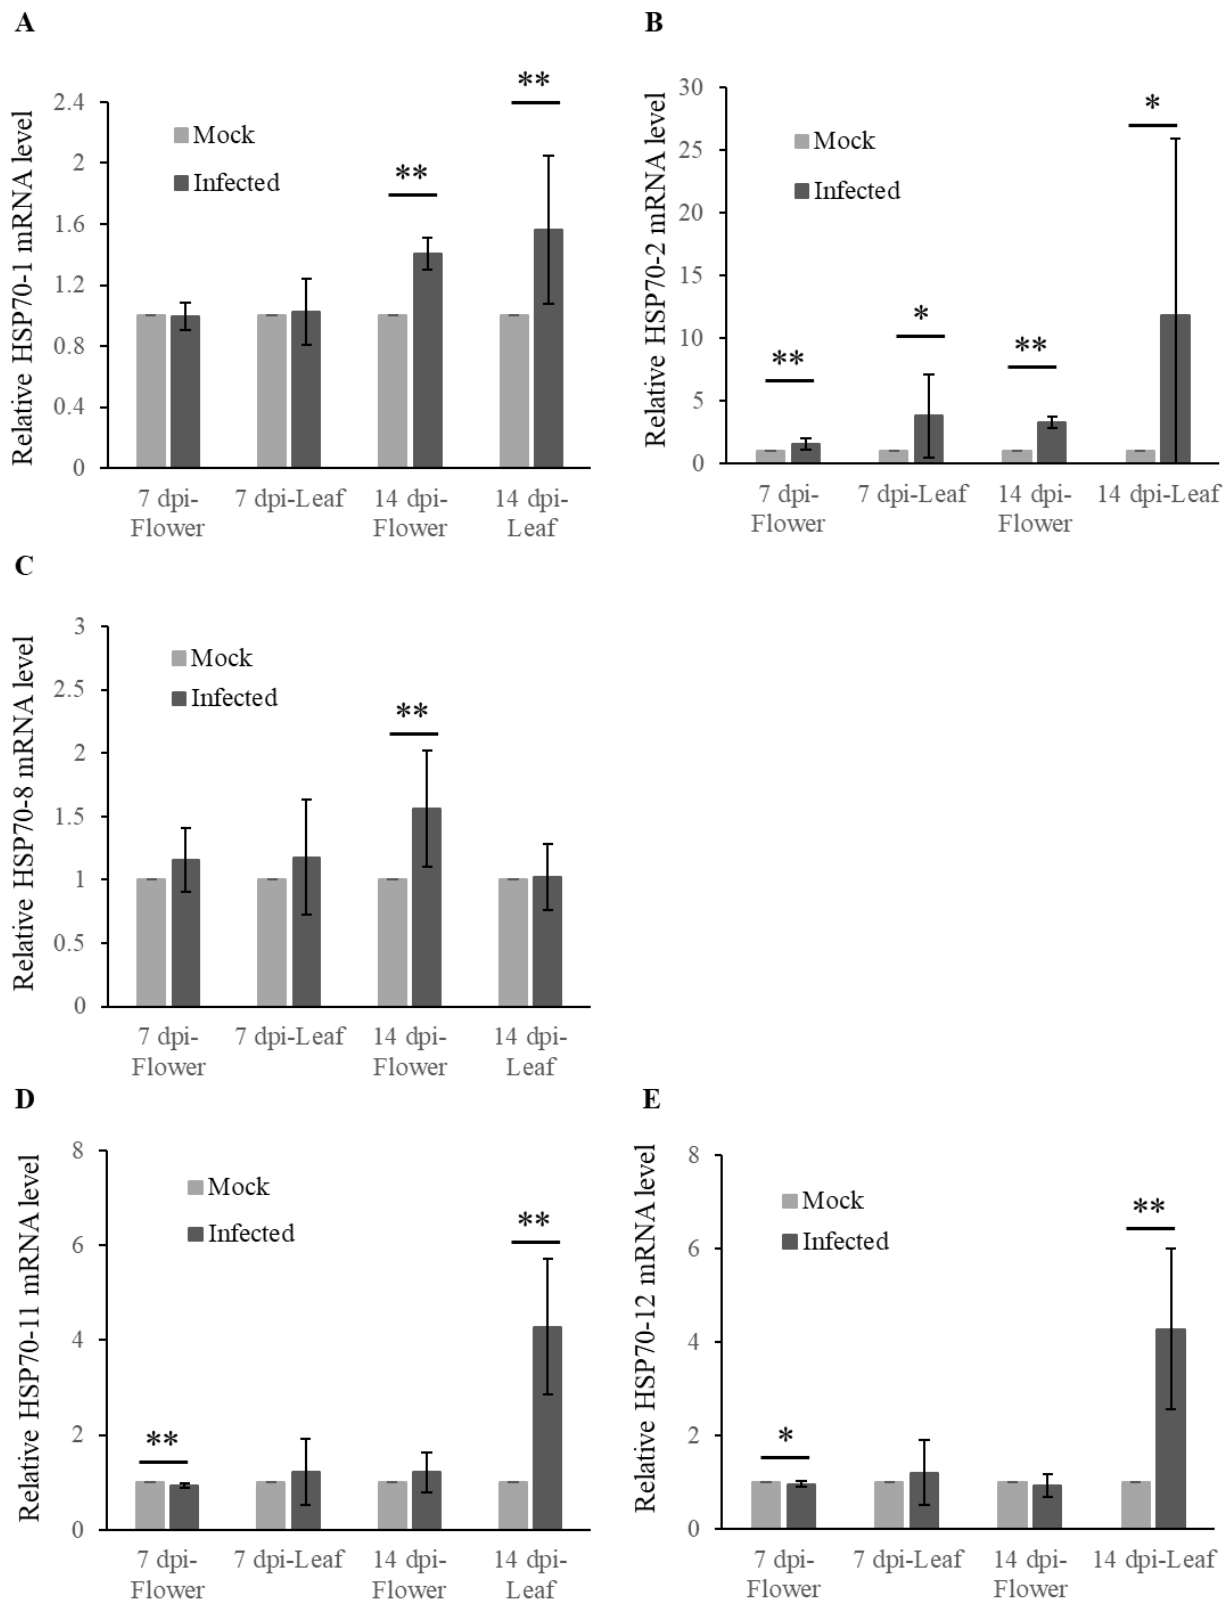 A
Relative HSP70-1 mRNA level
2.4
2
1.6
1.2
0.8
0.4
0
Mock
Infected
**
**
7 dpi-
Flower
7 dpi-Leaf
14 dpi-
Flower
14 dpi-
Leaf
B
Relative HSP70-2 mRNA level
30
25
20
15
10
5
0
Mock
Infected
**
*
**
*
7 dpi-
Flower
7 dpi-Leaf
14 dpi-
Flower
14 dpi-Leaf
C
Relative HSP70-8 mRNA level
3
2.5
2
1.5
1
0.5
0
Mock
Infected
**
7 dpi-
Flower
7 dpi-Leaf
14 dpi-
Flower
14 dpi-
Leaf
D
Relative HSP70-11 mRNA level
8
6
4
2
0
Mock
Infected
**
**
7 dpi-
Flower
7 dpi-Leaf
14 dpi-
Flower
14 dpi-
Leaf
E
Relative HSP70-12 mRNA level
8
6
4
2
0
Mock
Infected
*
**
7 dpi-
Flower
7 dpi-Leaf
14 dpi-
Flower
14 dpi-Leaf